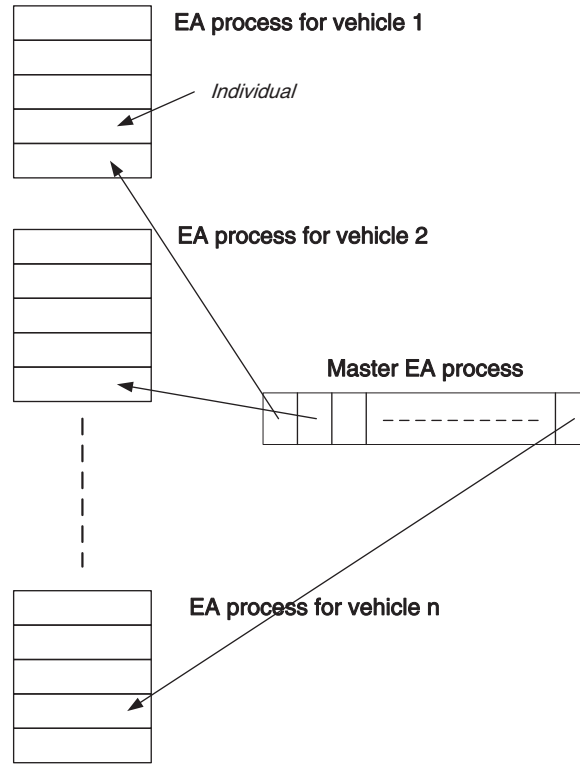 EA process for vehicle 1
Individual
EA process for vehicle 2
Master EA process
EA process for vehicle n